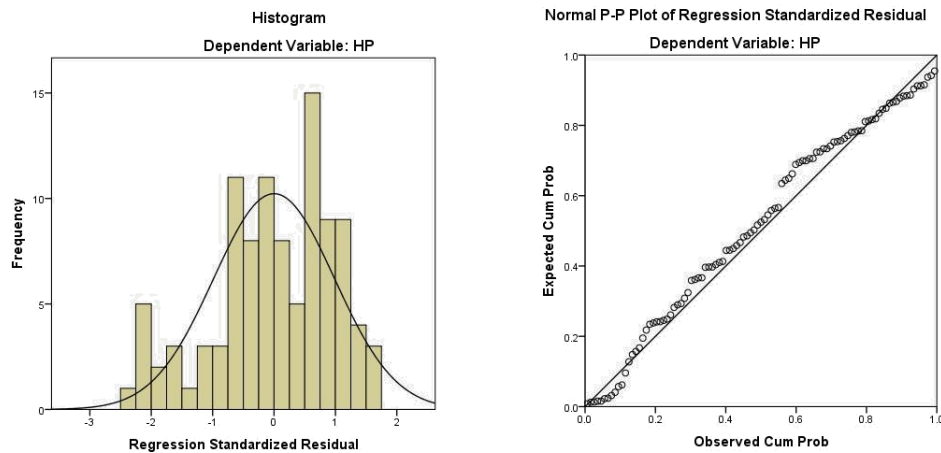 Histogram
Dependent Variable: HP
Frequency
15
10
5
0
-3
-2
-1
0
1
2
Regression Standardized Residual
Normal P-P Plot of Regression Standardized Residual
Dependent Variable: HP
Expected Cum Prob
1.0
0.8
0.6
0.4
0.2
0.0
0.0
0.2
0.4
0.6
0.8
1.0
Observed Cum Prob